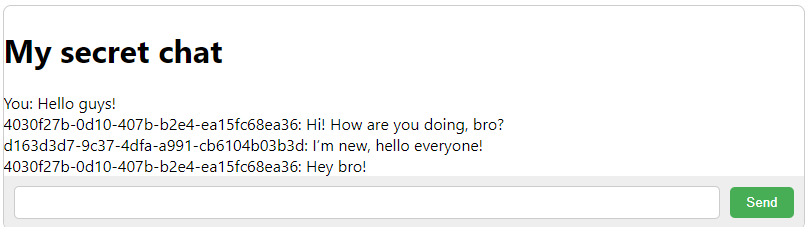 My secret chat
You: Hello guys!
4030f27b-0d10-407b-b2e4-ea15fc68ea36: Hi! How are you doing, bro?
d163d3d7-9c37-4dfa-a991-cb6104b03b3d: I'm new, hello everyone!
4030f27b-0d10-407b-b2e4-ea15fc68ea36: Hey bro!
Send